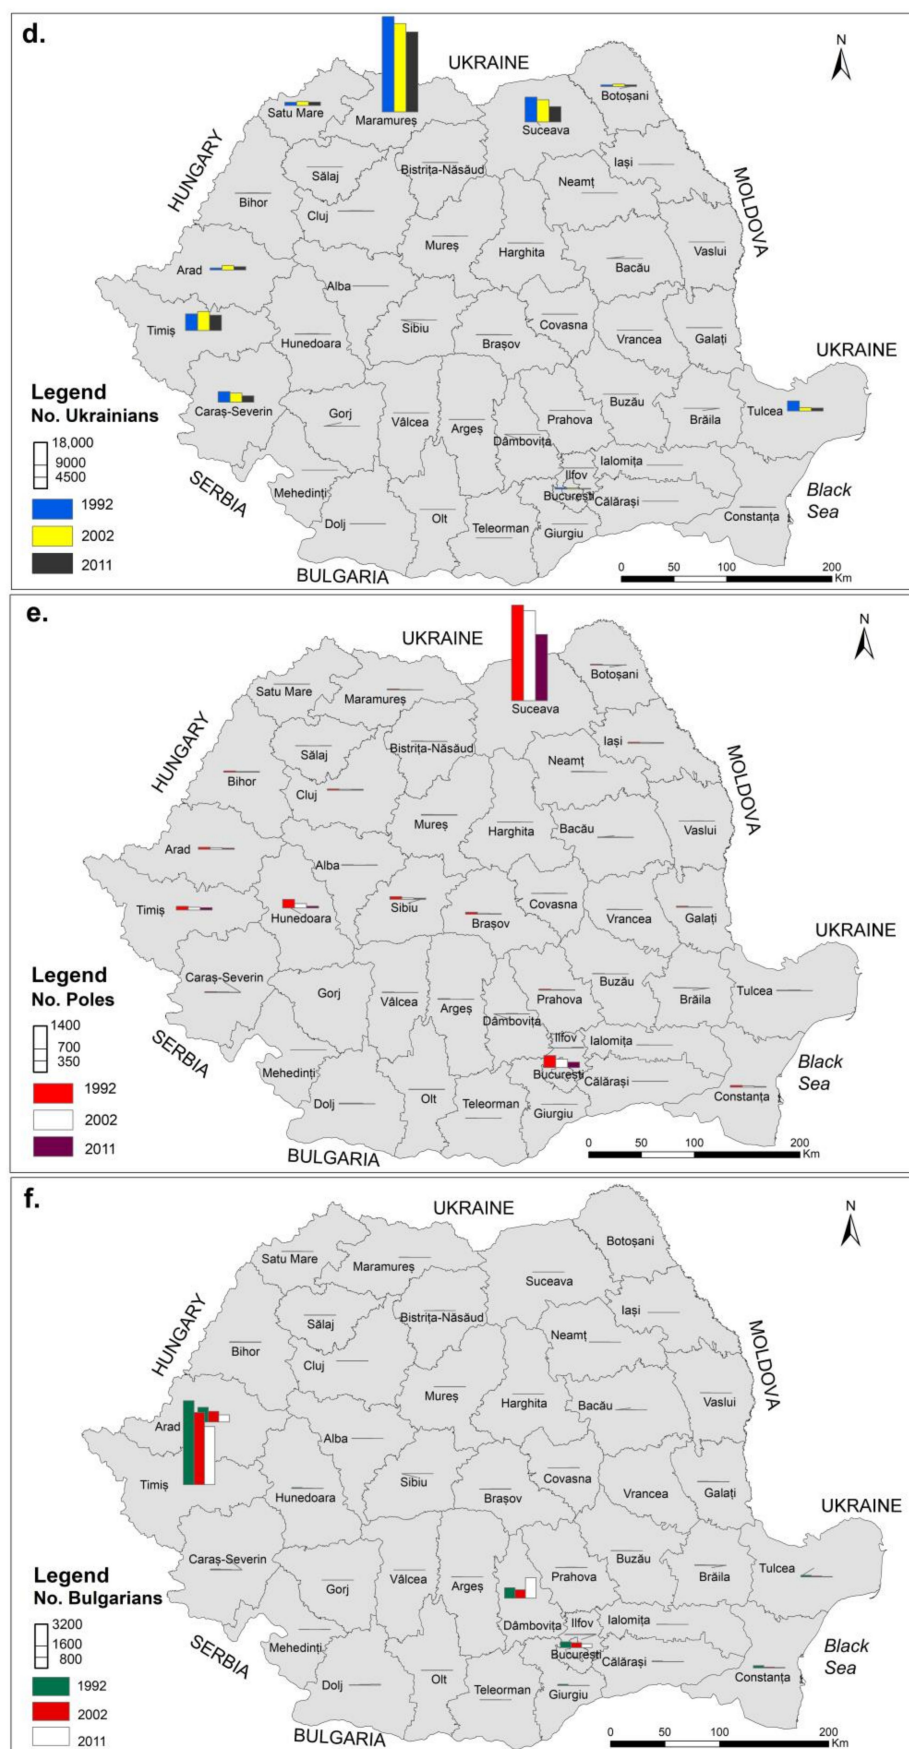 d.
UKRAINE
N
Botoșani
Satu Mare
Maramureș
Suceava
HUNGARY
Iași
Sălaj
Bistrița-Năsăud
Neamț
MOLDOVA
Bihor
Cluj
Mureș
Harghita
Vaslui
Bacău
Arad
Alba
Timiș
Sibiu
Covasna
Hunedoara
Brașov
Vrancea
Galați
UKRAINE
Legend
No. Ukrainians
Caraș-Severin
Gorj
Vâlcea
Argeș
Prahova
Buzău
Brăila
Tulcea
Dâmbovița
18,000
9000
4500
Ialomița
Ilfov
SERBIA
Mehedinți
București
Călărași
Black
Sea
1992
Constanța
Dolj
Olt
Teleorman
Giurgiu
2002
2011
BULGARIA
0 50 100 200
Km
e.
UKRAINE
N
Botoșani
Satu Mare
Maramureș
Suceava
HUNGARY
Iași
Sălaj
Bistrița-Năsăud
Neamț
MOLDOVA
Bihor
Cluj
Mureș
Harghita
Bacău
Vaslui
Arad
Alba
Timiș
Hunedoara
Sibiu
Covasna
Brașov
Vrancea
Galați
UKRAINE
Legend
No. Poles
Caraș-Severin
Gorj
Vâlcea
Argeș
Prahova
Buzău
Brăila
Tulcea
Dâmbovița
1400
700
350
Ilfov
Ialomița
SERBIA
Mehedinți
București
Călărași
Black
Sea
1992
Constanța
Dolj
Olt
Teleorman
Giurgiu
2002
2011
BULGARIA
0 50 100 200
Km
f.
UKRAINE
N
Botoșani
Satu Mare
Maramureș
Suceava
HUNGARY
Iași
Sălaj
Bistrița-Năsăud
Neamț
MOLDOVA
Bihor
Cluj
Mureș
Harghita
Bacău
Vaslui
Arad
Alba
Timiș
Sibiu
Covasna
Hunedoara
Brașov
Vrancea
Galați
UKRAINE
Caraș-Severin
Legend
No. Bulgarians
Gorj
Vâlcea
Argeș
Prahova
Buzău
Brăila
Tulcea
3200
1600
800
Dâmbovița
Ilfov
Ialomița
SERBIA
Mehedinți
București
Călărași
Black
Sea
1992
Constanța
Dolj
Olt
Teleorman
Giurgiu
2002
2011
BULGARIA
0 50 100 200
Km